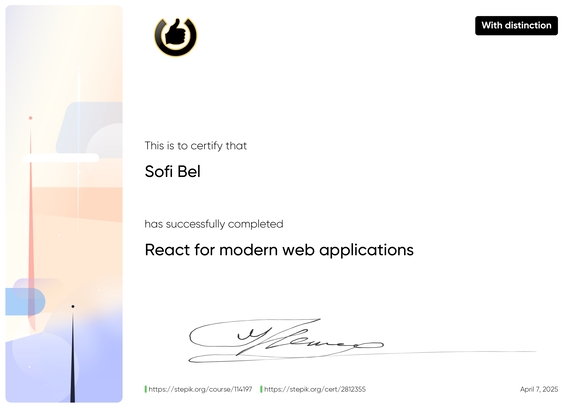 With distinction
This is to certify that
Sofi Bel
has successfully completed
React for modern web applications
https://stepik.org/course/114197 https://stepik.org/cert/2812355
April 7, 2025